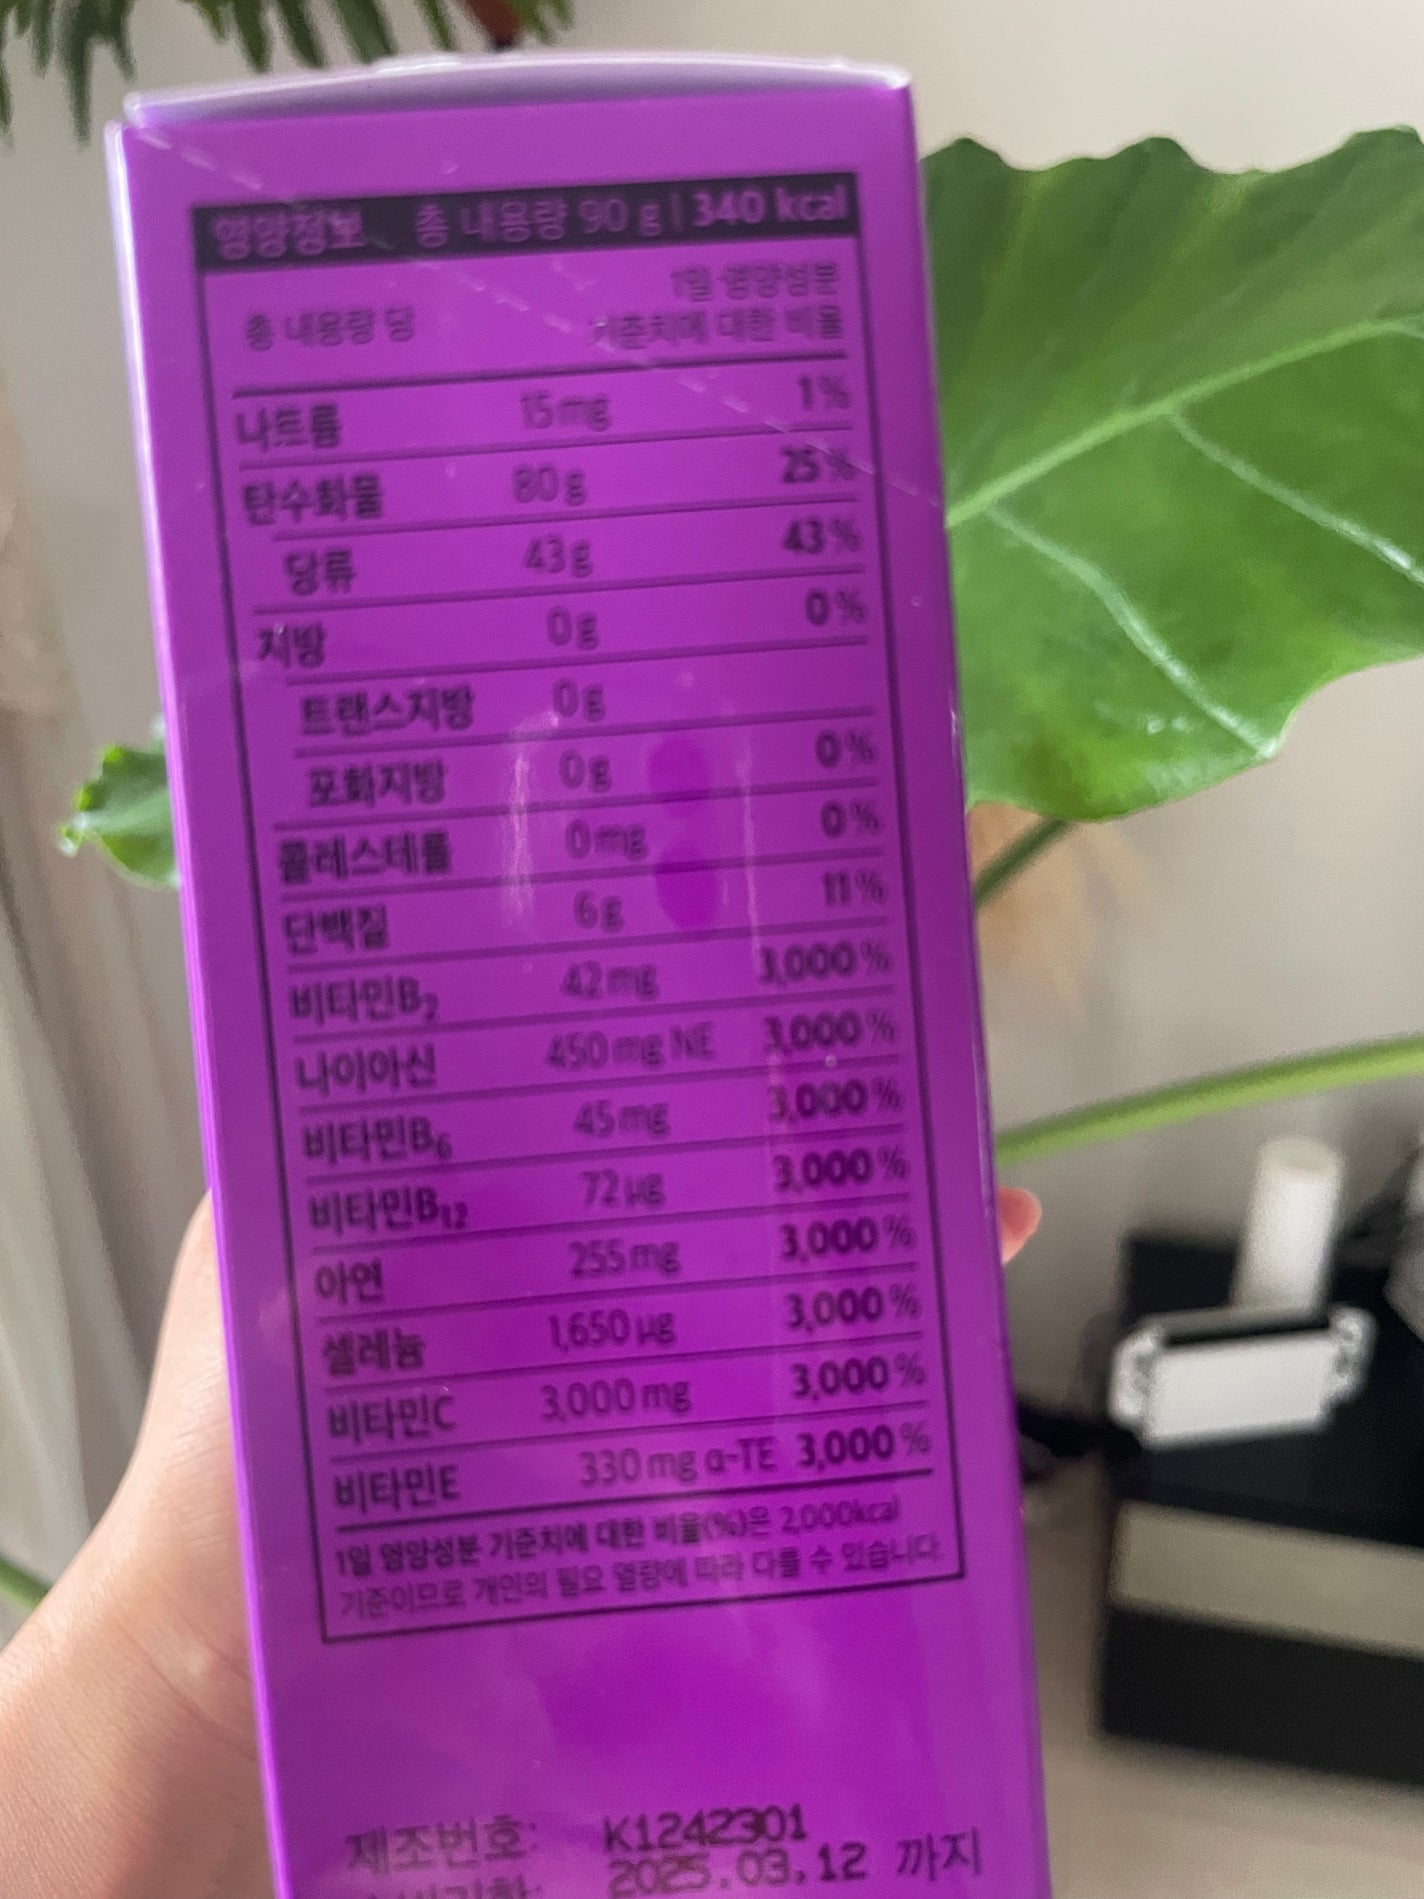 영양정보 총 내용량 90 g | 340 kcal
총 내용량 당 1일 영양성분
기준치에 대한 비율
나트륨 15 mg 1 %
탄수화물 80 g 25 %
당류 43 g 43 %
지방 0 g 0 %
트랜스지방 0 g
포화지방 0 g 0 %
콜레스테롤 0 mg 0 %
단백질 6 g 11 %
비타민B₂ 42 mg 3,000 %
나이아신 450 mg NE 3,000 %
비타민B₆ 45 mg 3,000 %
비타민B₁₂ 72 μg 3,000 %
아연 255 mg 3,000 %
셀레늄 1,650 μg 3,000 %
비타민C 3,000 mg 3,000 %
비타민E 330 mg α-TE 3,000 %
1일 영양성분 기준치에 대한 비율(%)은 2,000kcal
기준이므로 개인의 필요 열량에 따라 다를 수 있습니다.
제조번호: K1242301
2025.03.12 까지